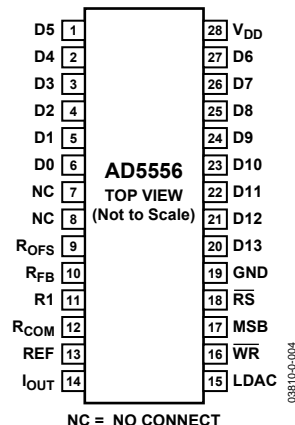 D5 1 28 VDD
D4 2 27 D6
D3 3 26 D7
D2 4 25 D8
D1 5 24 D9
D0 6 23 D10
NC 7 22 D11
NC 8 21 D12
ROFS 9 20 D13
RFB 10 19 GND
R1 11 18 RS
RCOM 12 17 MSB
REF 13 16 WR
IOUT 14 15 LDAC
AD5556
TOP VIEW
(Not to Scale)
NC = NO CONNECT
03810-0-004